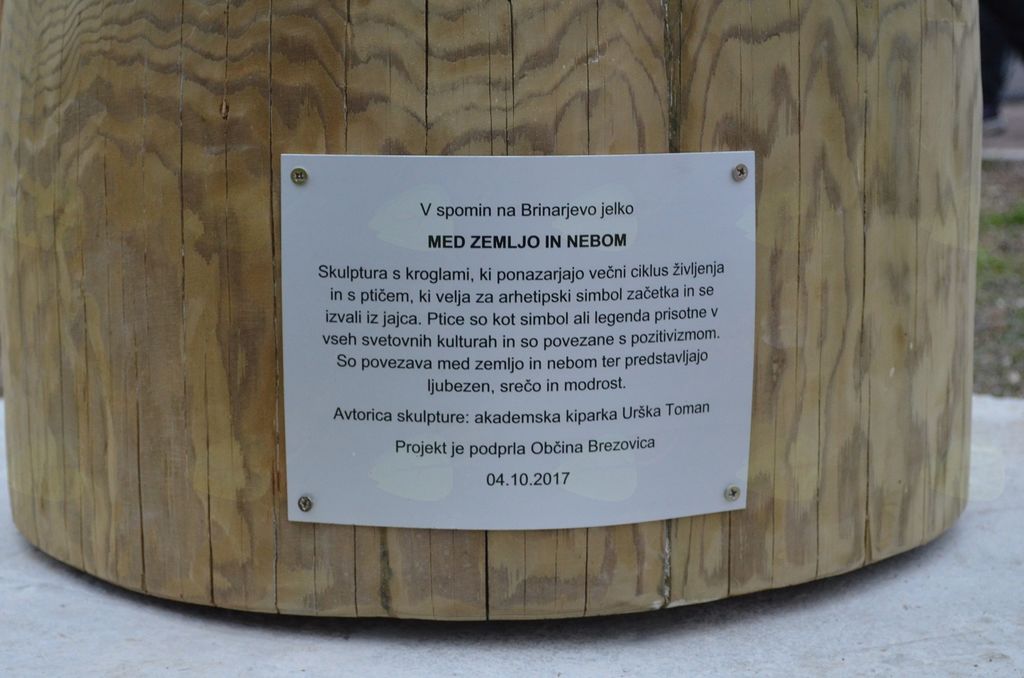 V spomin na Brinarjevo jelko
MED ZEMLJO IN NEBOM
Skulptura s kroglami, ki ponazarjajo večni ciklus življenja
in s ptičem, ki velja za arhetipski simbol začetka in se
izvali iz jajca. Ptice so kot simbol ali legenda prisotne v
vseh svetovnih kulturah in so povezane s pozitivizmom.
So povezava med zemljo in nebom ter predstavljajo
ljubezen, srečo in modrost.
Avtorica skulpture: akademska kiparka Urška Toman
Projekt je podprla Občina Brezovica
04.10.2017